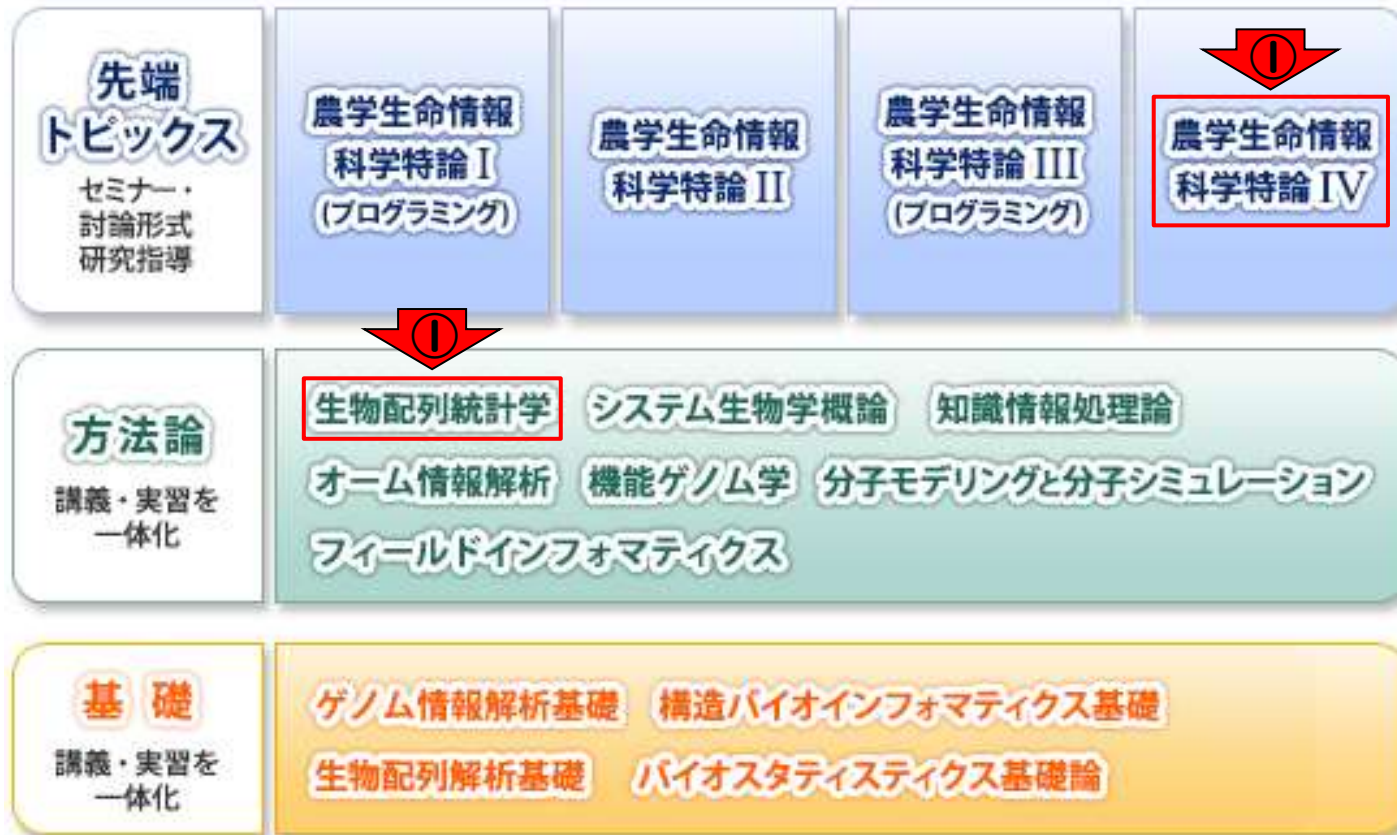 先端
トピックス
セミナー・
討論形式
研究指導
農学生命情報
科学特論 I
(プログラミング)
農学生命情報
科学特論 II
農学生命情報
科学特論 III
(プログラミング)
①
農学生命情報
科学特論 IV
方法論
講義・実習を
一体化
①
生物配列統計学 システム生物学概論 知識情報処理論
オーム情報解析 機能ゲノム学 分子モデリングと分子シミュレーション
フィールドインフォマティクス
基 礎
講義・実習を
一体化
ゲノム情報解析基礎 構造バイオインフォマティクス基礎
生物配列解析基礎 バイオスタティスティクス基礎論